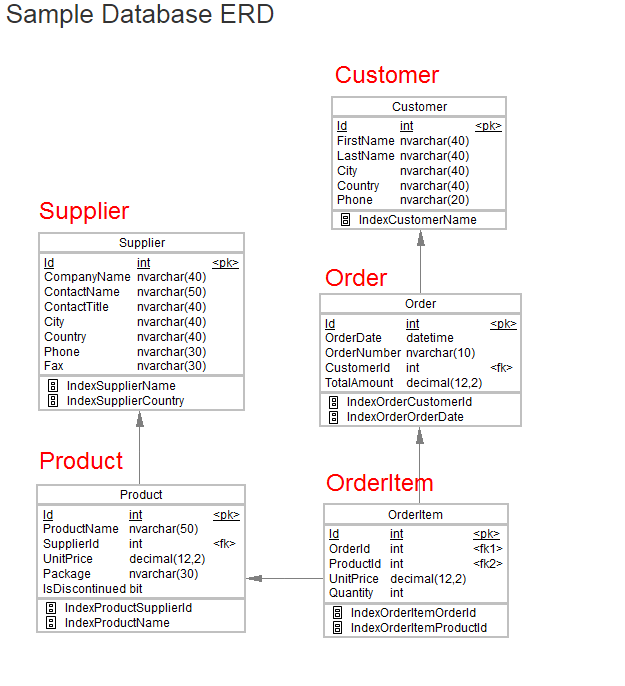 Sample Database ERD
Customer
Customer
Id int <pk>
FirstName nvarchar(40)
LastName nvarchar(40)
City nvarchar(40)
Country nvarchar(40)
Phone nvarchar(20)
IndexCustomerName
Supplier
Supplier
Id int <pk>
CompanyName nvarchar(40)
ContactName nvarchar(50)
ContactTitle nvarchar(40)
City nvarchar(40)
Country nvarchar(40)
Phone nvarchar(30)
Fax nvarchar(30)
IndexSupplierName
IndexSupplierCountry
Order
Order
Id int <pk>
OrderDate datetime
OrderNumber nvarchar(10)
CustomerId int <fk>
TotalAmount decimal(12,2)
IndexOrderCustomerId
IndexOrderOrderDate
Product
Product
Id int <pk>
ProductName nvarchar(50)
SupplierId int <fk>
UnitPrice decimal(12,2)
Package nvarchar(30)
IsDiscontinued bit
IndexProductSupplierId
IndexProductName
OrderItem
OrderItem
Id int <pk>
OrderId int <fk1>
ProductId int <fk2>
UnitPrice decimal(12,2)
Quantity int
IndexOrderItemOrderId
IndexOrderItemProductId